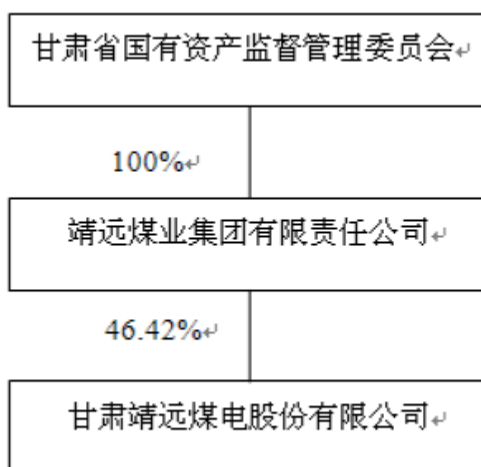 甘肃省国有资产监督管理委员会↵
100%↵
靖远煤业集团有限责任公司↵
46.42%↵
甘肃靖远煤电股份有限公司↵